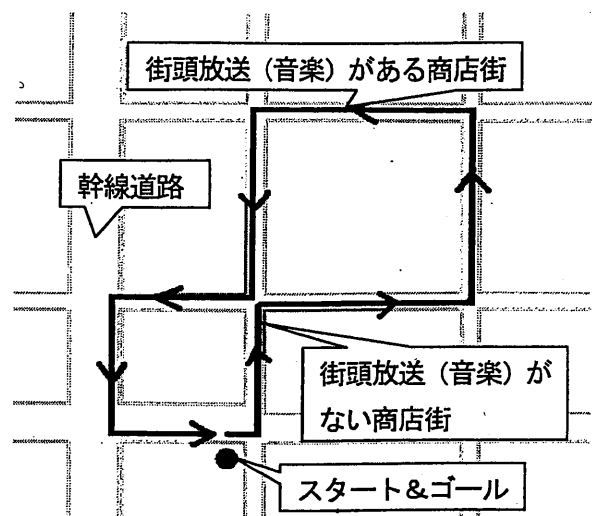 街頭放送（音楽）がある商店街
幹線道路
街頭放送（音楽）が
ない商店街
スタート＆ゴール